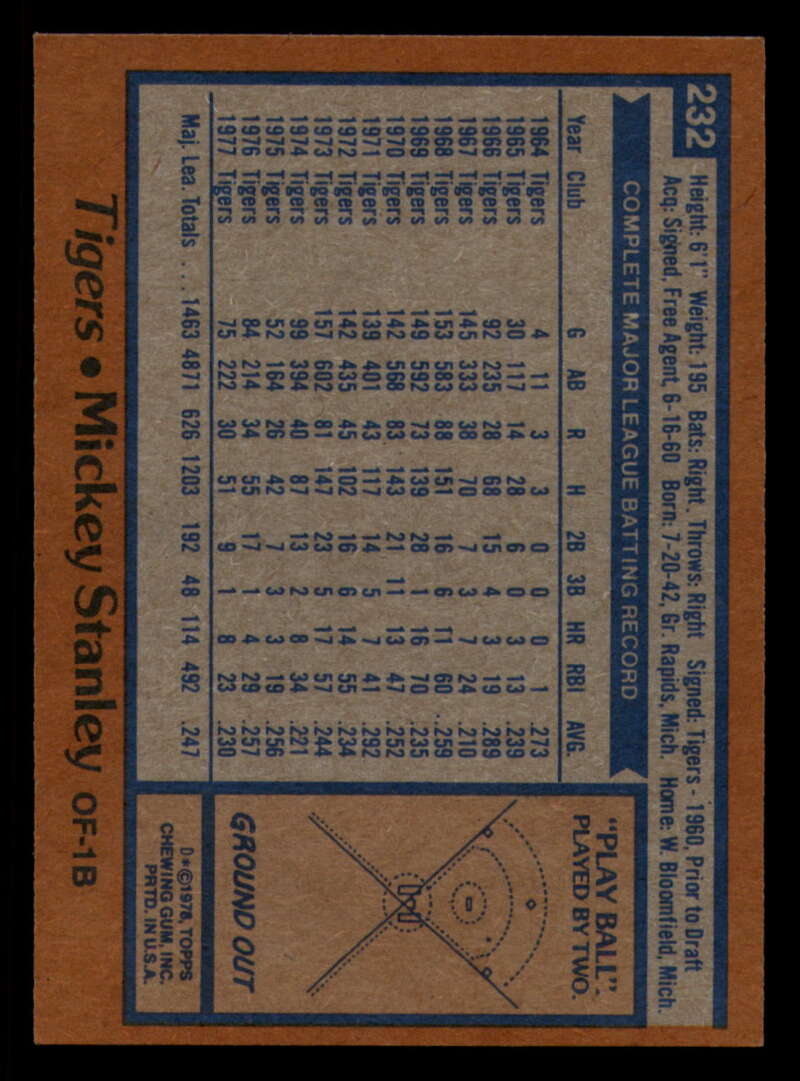 232
Height: 6'1" Weight: 195 Bats: Right Throws: Right Signed: Tigers - 1960, Prior to Draft
Acq: Signed, Free Agent, 6-16-60 Born: 7-20-42, Gr. Rapids, Mich. Home: W. Bloomfield, Mich.
COMPLETE MAJOR LEAGUE BATTING RECORD
Year Club G AB R H 2B 3B HR RBI AVG.
1964 Tigers 4 11 3 3 0 0 0 1 .273
1965 Tigers 30 117 14 28 6 0 3 13 .239
1966 Tigers 92 235 28 68 15 4 3 19 .289
1967 Tigers 145 333 38 70 7 3 7 24 .210
1968 Tigers 153 583 88 151 16 6 11 60 .259
1969 Tigers 149 592 73 139 28 1 16 70 .235
1970 Tigers 142 568 83 143 21 11 13 47 .252
1971 Tigers 139 401 43 117 14 5 7 41 .292
1972 Tigers 142 435 45 102 16 6 14 55 .234
1973 Tigers 157 602 81 147 23 5 17 57 .244
1974 Tigers 99 394 40 87 13 2 8 34 .221
1975 Tigers 52 164 26 42 7 3 3 19 .256
1976 Tigers 84 214 34 55 17 1 4 29 .257
1977 Tigers 75 222 30 51 9 1 8 23 .230
Maj. Lea. Totals ... 1463 4871 626 1203 192 48 114 492 .247
"PLAY BALL"
PLAYED BY TWO.
GROUND OUT
D*©1978, TOPPS
CHEWING GUM, INC.
PRTD. IN U.S.A.
Tigers • Mickey Stanley OF-1B